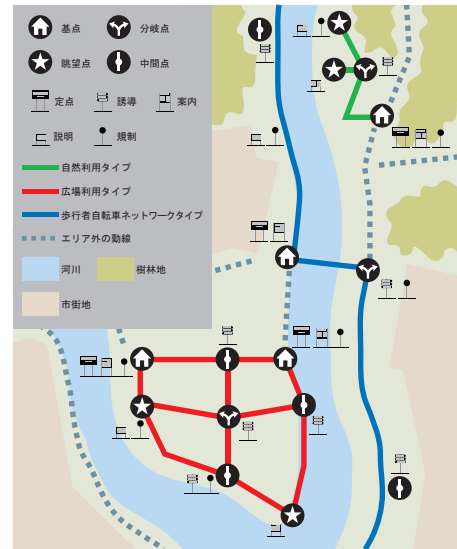 基点 分岐点
眺望点 中間点
定点 誘導 案内
説明 規制
自然利用タイプ
広場利用タイプ
歩行者自転車ネットワークタイプ
エリア外の動線
河川 樹林地
市街地